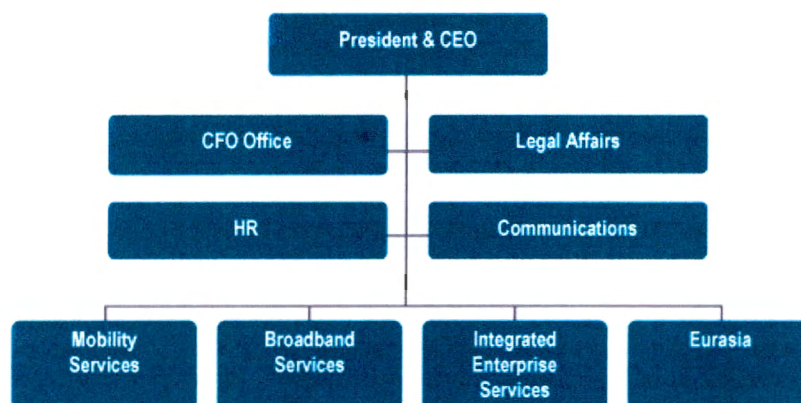 President & CEO
CFO Office
Legal Affairs
HR
Communications
Mobility
Services
Broadband
Services
Integrated
Enterprise
Services
Eurasia